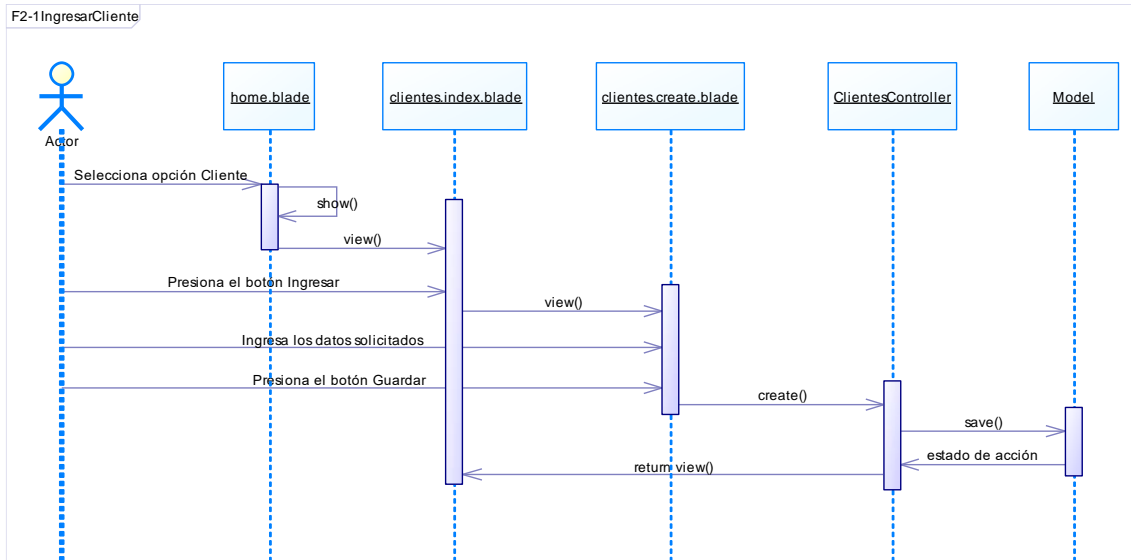 F2-1IngresarCliente
home.blade
clientes.index.blade
clientes.create.blade
ClientesController
Model
Actor
Selecciona opción Cliente
show()
view()
Presiona el botón Ingresar
view()
Ingresa los datos solicitados
Presiona el botón Guardar
create()
save()
estado de acción
return view()